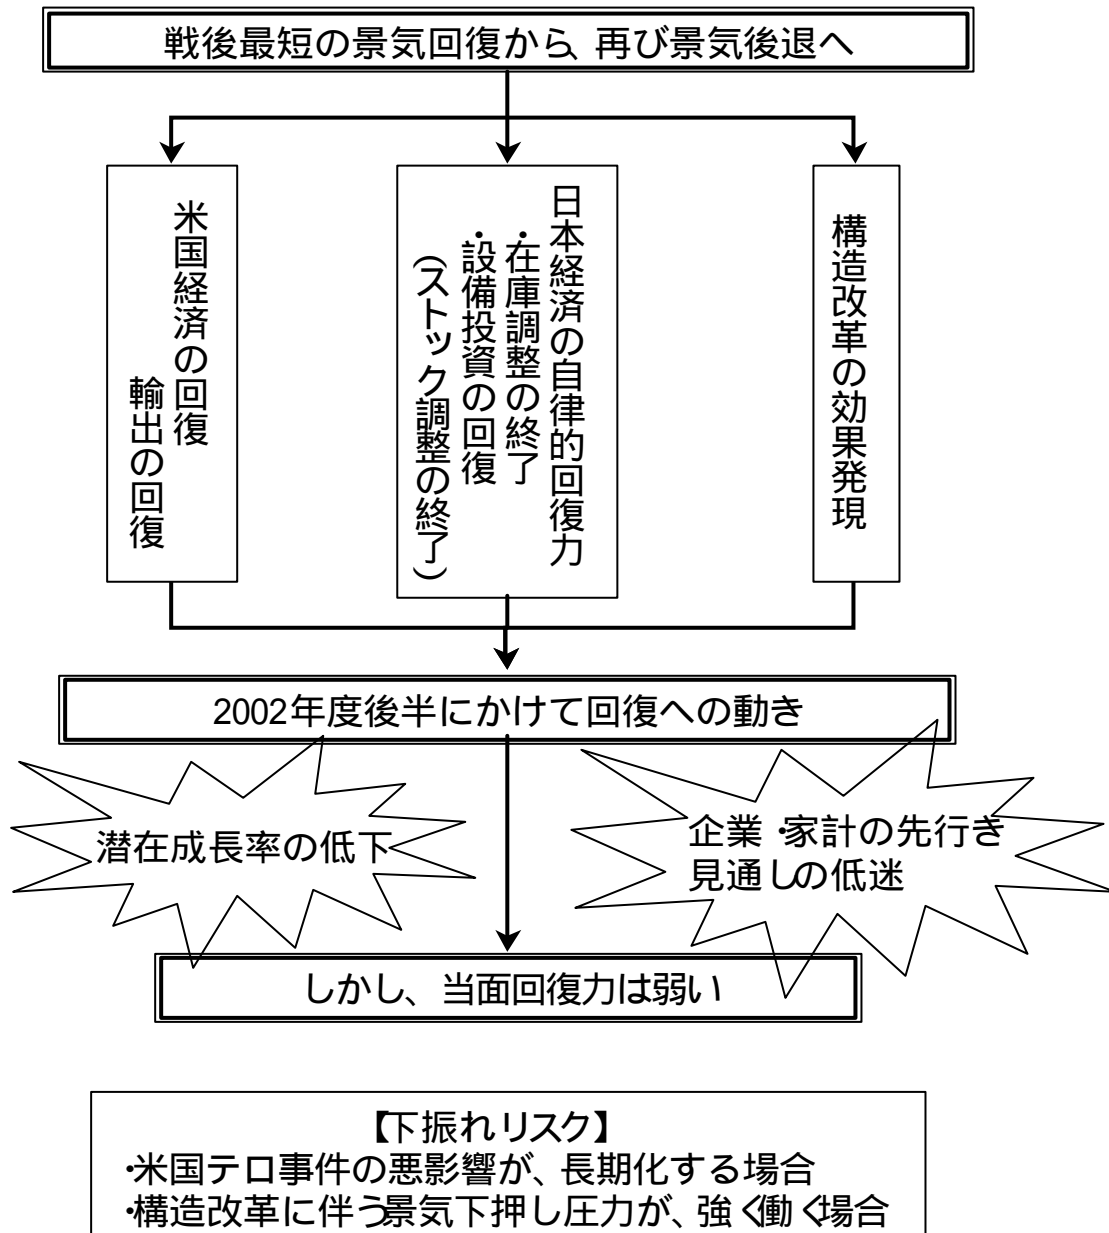 戦後最短の景気回復から、再び景気後退へ
米国経済の回復
輸出の回復
日本経済の自律的回復力
・在庫調整の終了
・設備投資の回復
(ストック調整の終了)
構造改革の効果発現
2002年度後半にかけて回復への動き
潜在成長率の低下
企業・家計の先行き
見通しの低迷
しかし、当面回復力は弱い
【下振れリスク】
・米国テロ事件の悪影響が、長期化する場合
・構造改革に伴う景気下押し圧力が、強く働く場合